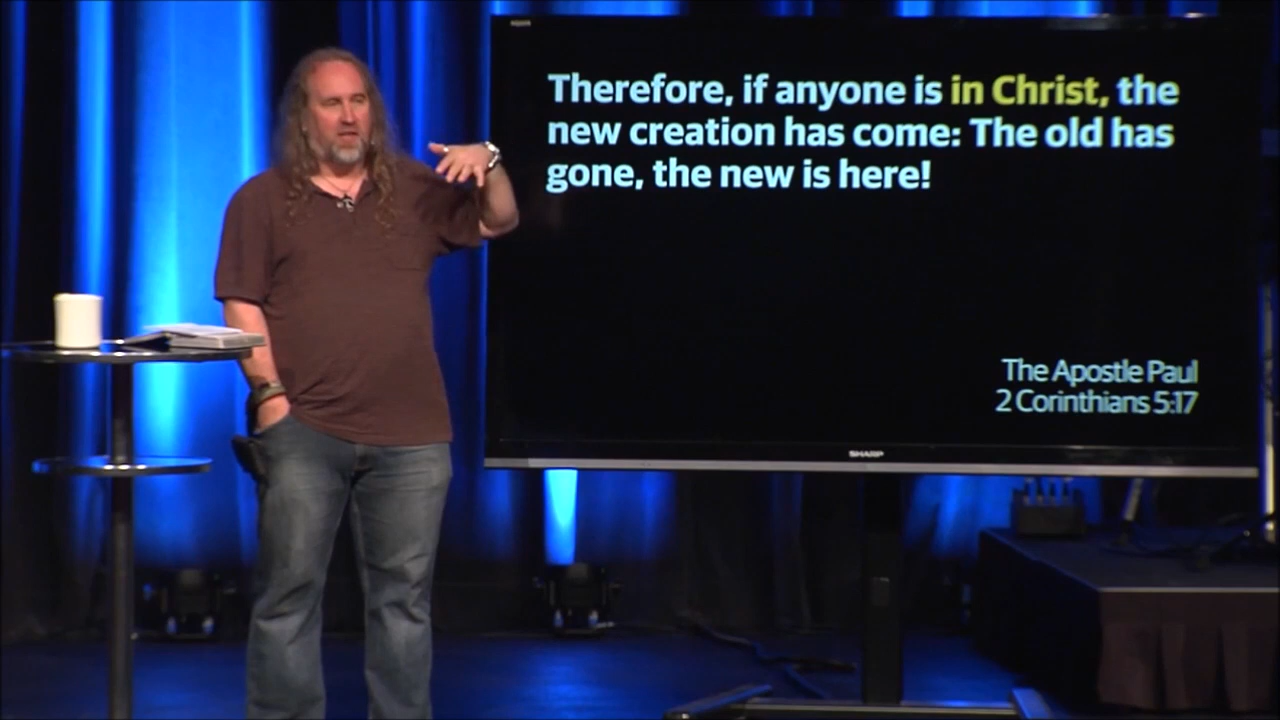 Therefore, if anyone is in Christ, the
new creation has come: The old has
gone, the new is here!
The Apostle Paul
2 Corinthians 5:17
SHARP